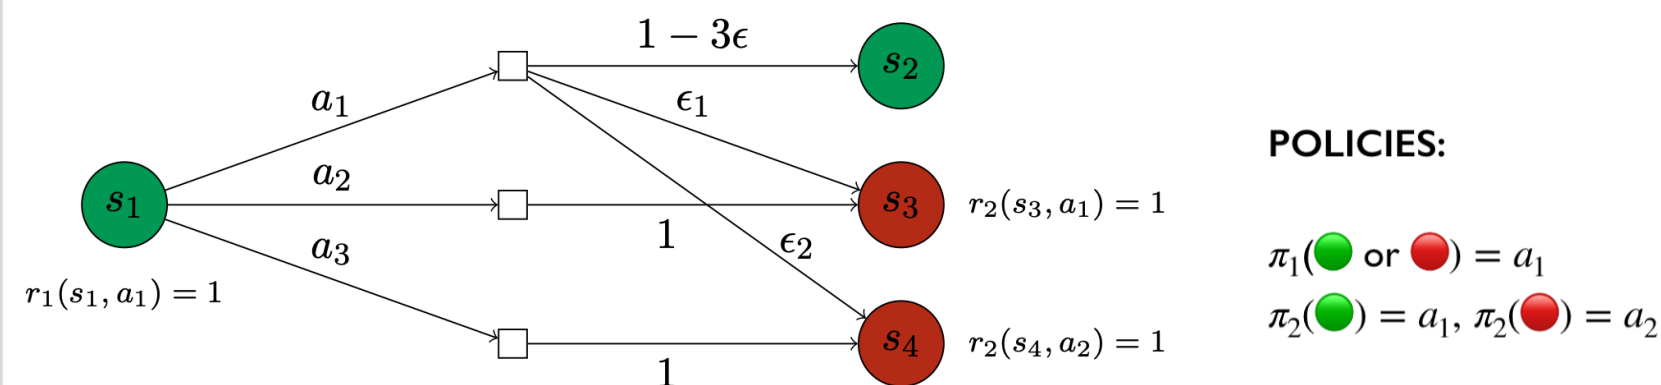 1 − 3ϵ
s₂
a₁
ϵ₁
POLICIES:
a₂
s₁
s₃
r₂(s₃, a₁) = 1
1
a₃
ϵ₂
π₁(🟢 or 🔴) = a₁
r₁(s₁, a₁) = 1
π₂(🟢) = a₁, π₂(🔴) = a₂
s₄
r₂(s₄, a₂) = 1
1